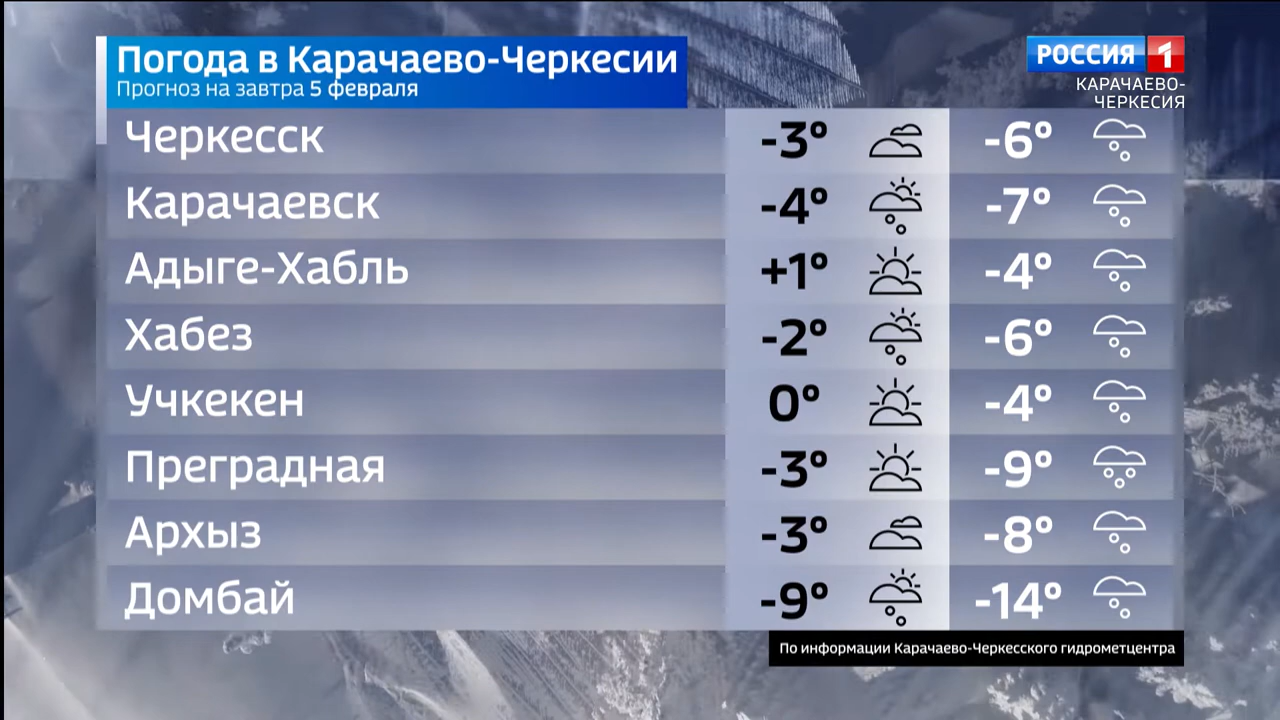 Погода в Карачаево-Черкесии
Прогноз на завтра 5 февраля
РОССИЯ 1
КАРАЧАЕВО-
ЧЕРКЕСИЯ
Черкесск -3° -6°
Карачаевск -4° -7°
Адыге-Хабль +1° -4°
Хабез -2° -6°
Учкекен 0° -4°
Преградная -3° -9°
Архыз -3° -8°
Домбай -9° -14°
По информации Карачаево-Черкесского гидрометцентра